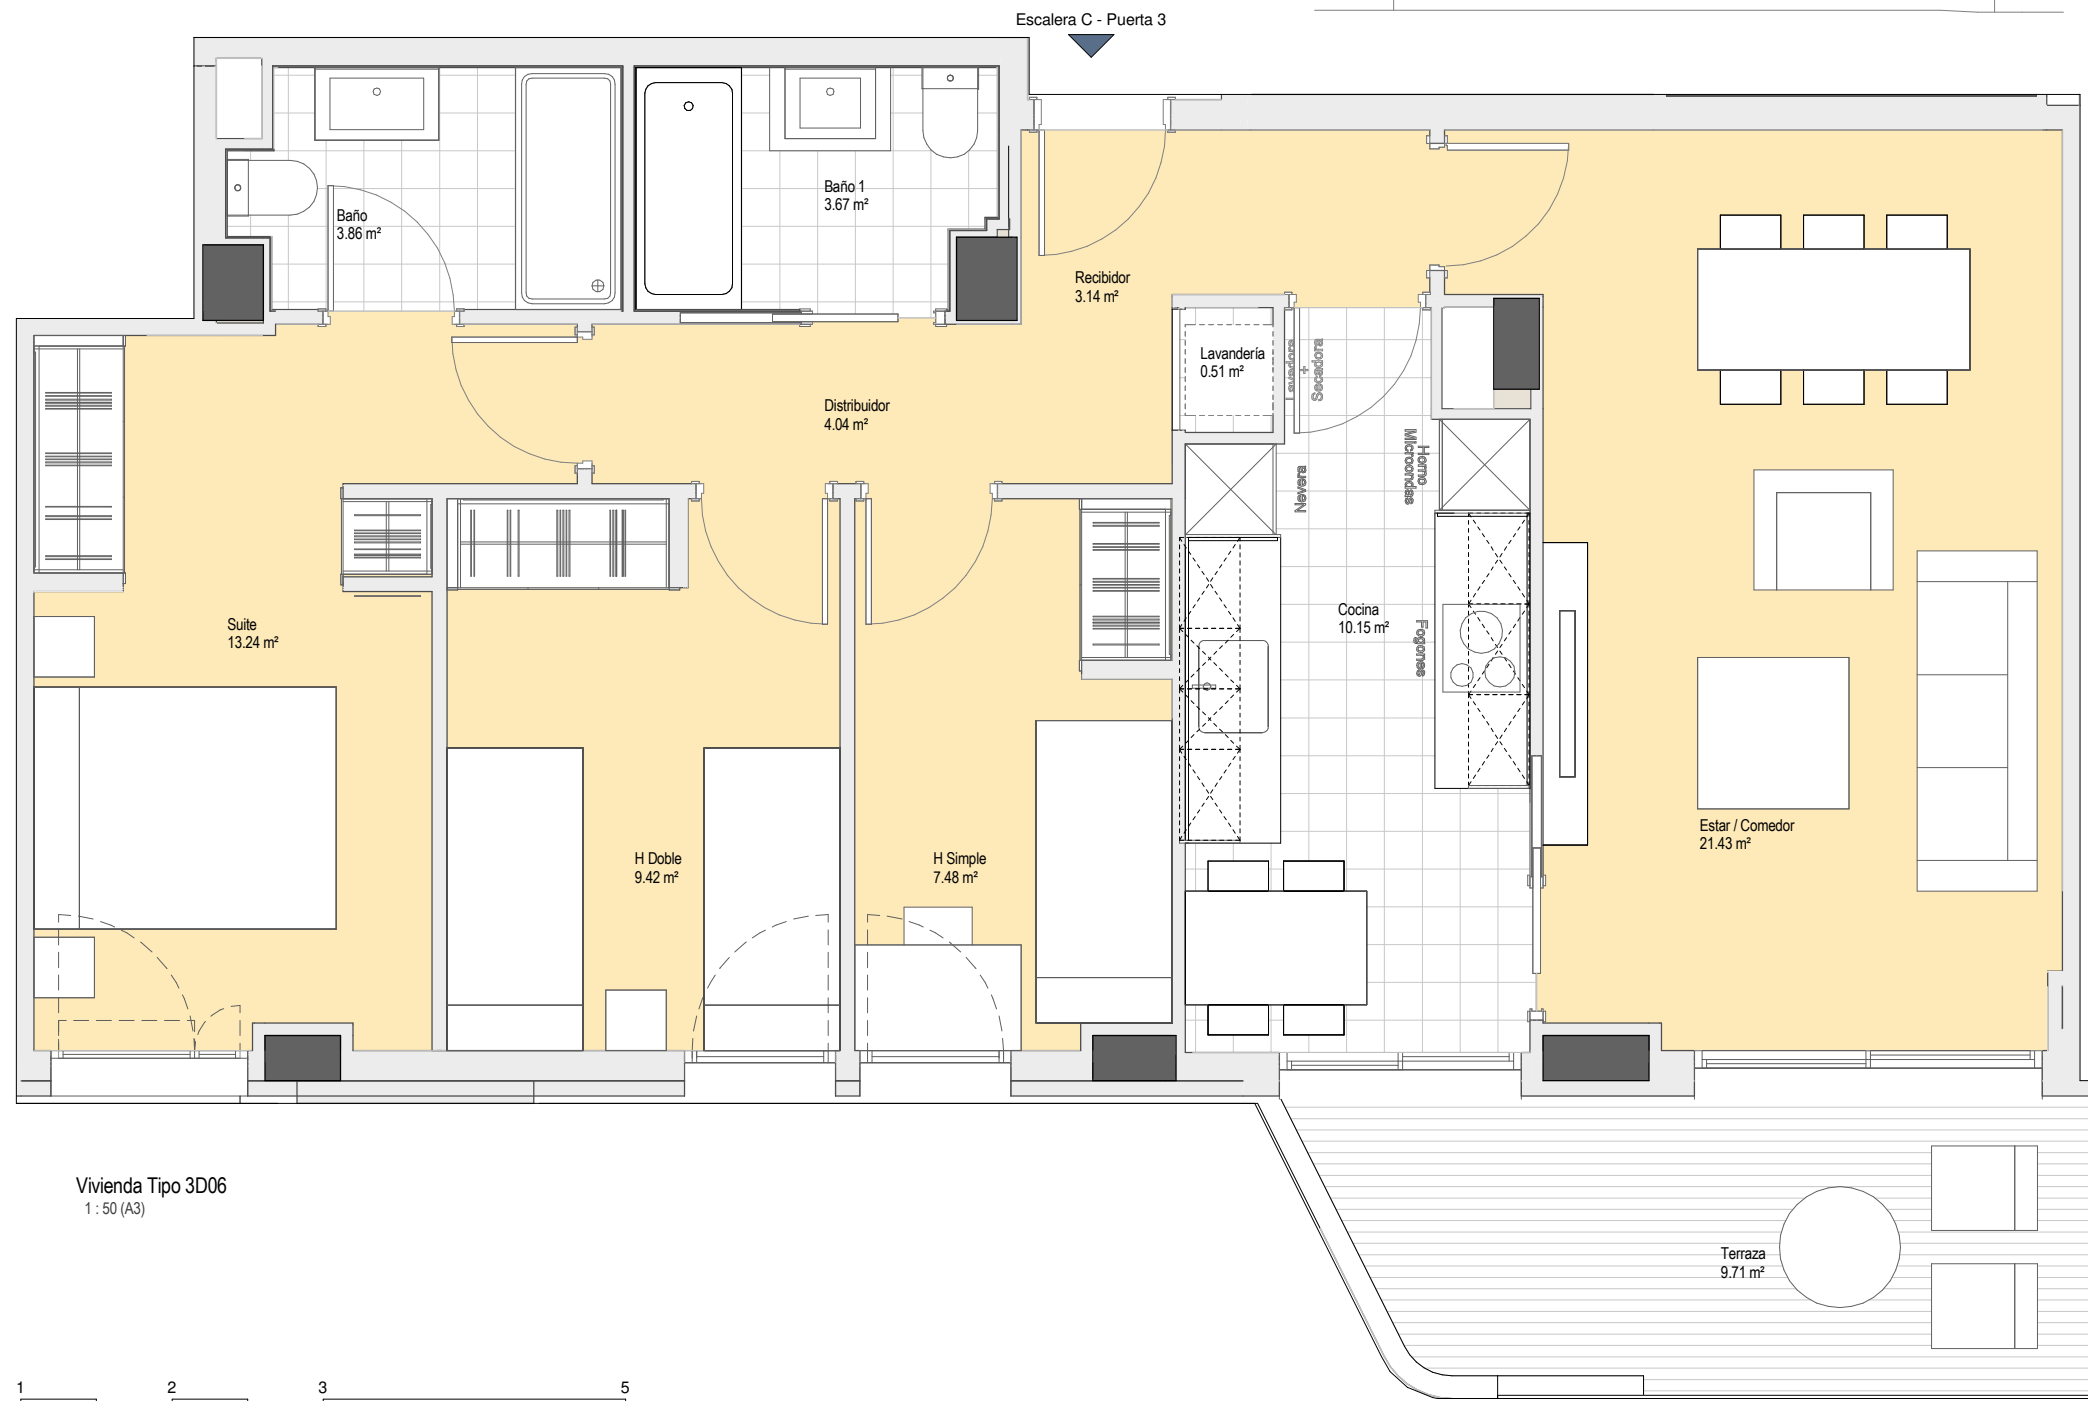 Escalera C - Puerta 3
Baño 1
3.67 m²
Baño
3.86 m²
Recibidor
3.14 m²
Lavandería
0.51 m²
Lavadora
+
Secadora
Distribuidor
4.04 m²
Horno
Microondas
Nevera
Suite
13.24 m²
Cocina
10.15 m²
Fogones
Estar / Comedor
21.43 m²
H Doble
9.42 m²
H Simple
7.48 m²
Vivienda Tipo 3D06
1 : 50 (A3)
Terraza
9.71 m²
1 2 3 5